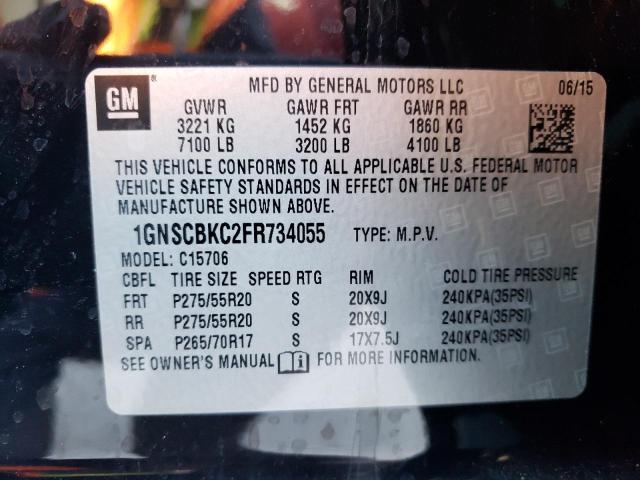 GM
MFD BY GENERAL MOTORS LLC 06/15
GVWR GAWR FRT GAWR RR
3221 KG 1452 KG 1860 KG
7100 LB 3200 LB 4100 LB
THIS VEHICLE CONFORMS TO ALL APPLICABLE U.S. FEDERAL MOTOR
VEHICLE SAFETY STANDARDS IN EFFECT ON THE DATE OF
MANUFACTURE SHOWN ABOVE.
1GNSCBKC2FR734055 TYPE: M.P.V.
MODEL: C15706
CBFL TIRE SIZE SPEED RTG RIM COLD TIRE PRESSURE
FRT P275/55R20 S 20X9J 240KPA(35PSI)
RR P275/55R20 S 20X9J 240KPA(35PSI)
SPA P265/70R17 S 17X7.5J 240KPA(35PSI)
SEE OWNER'S MANUAL FOR MORE INFORMATION.